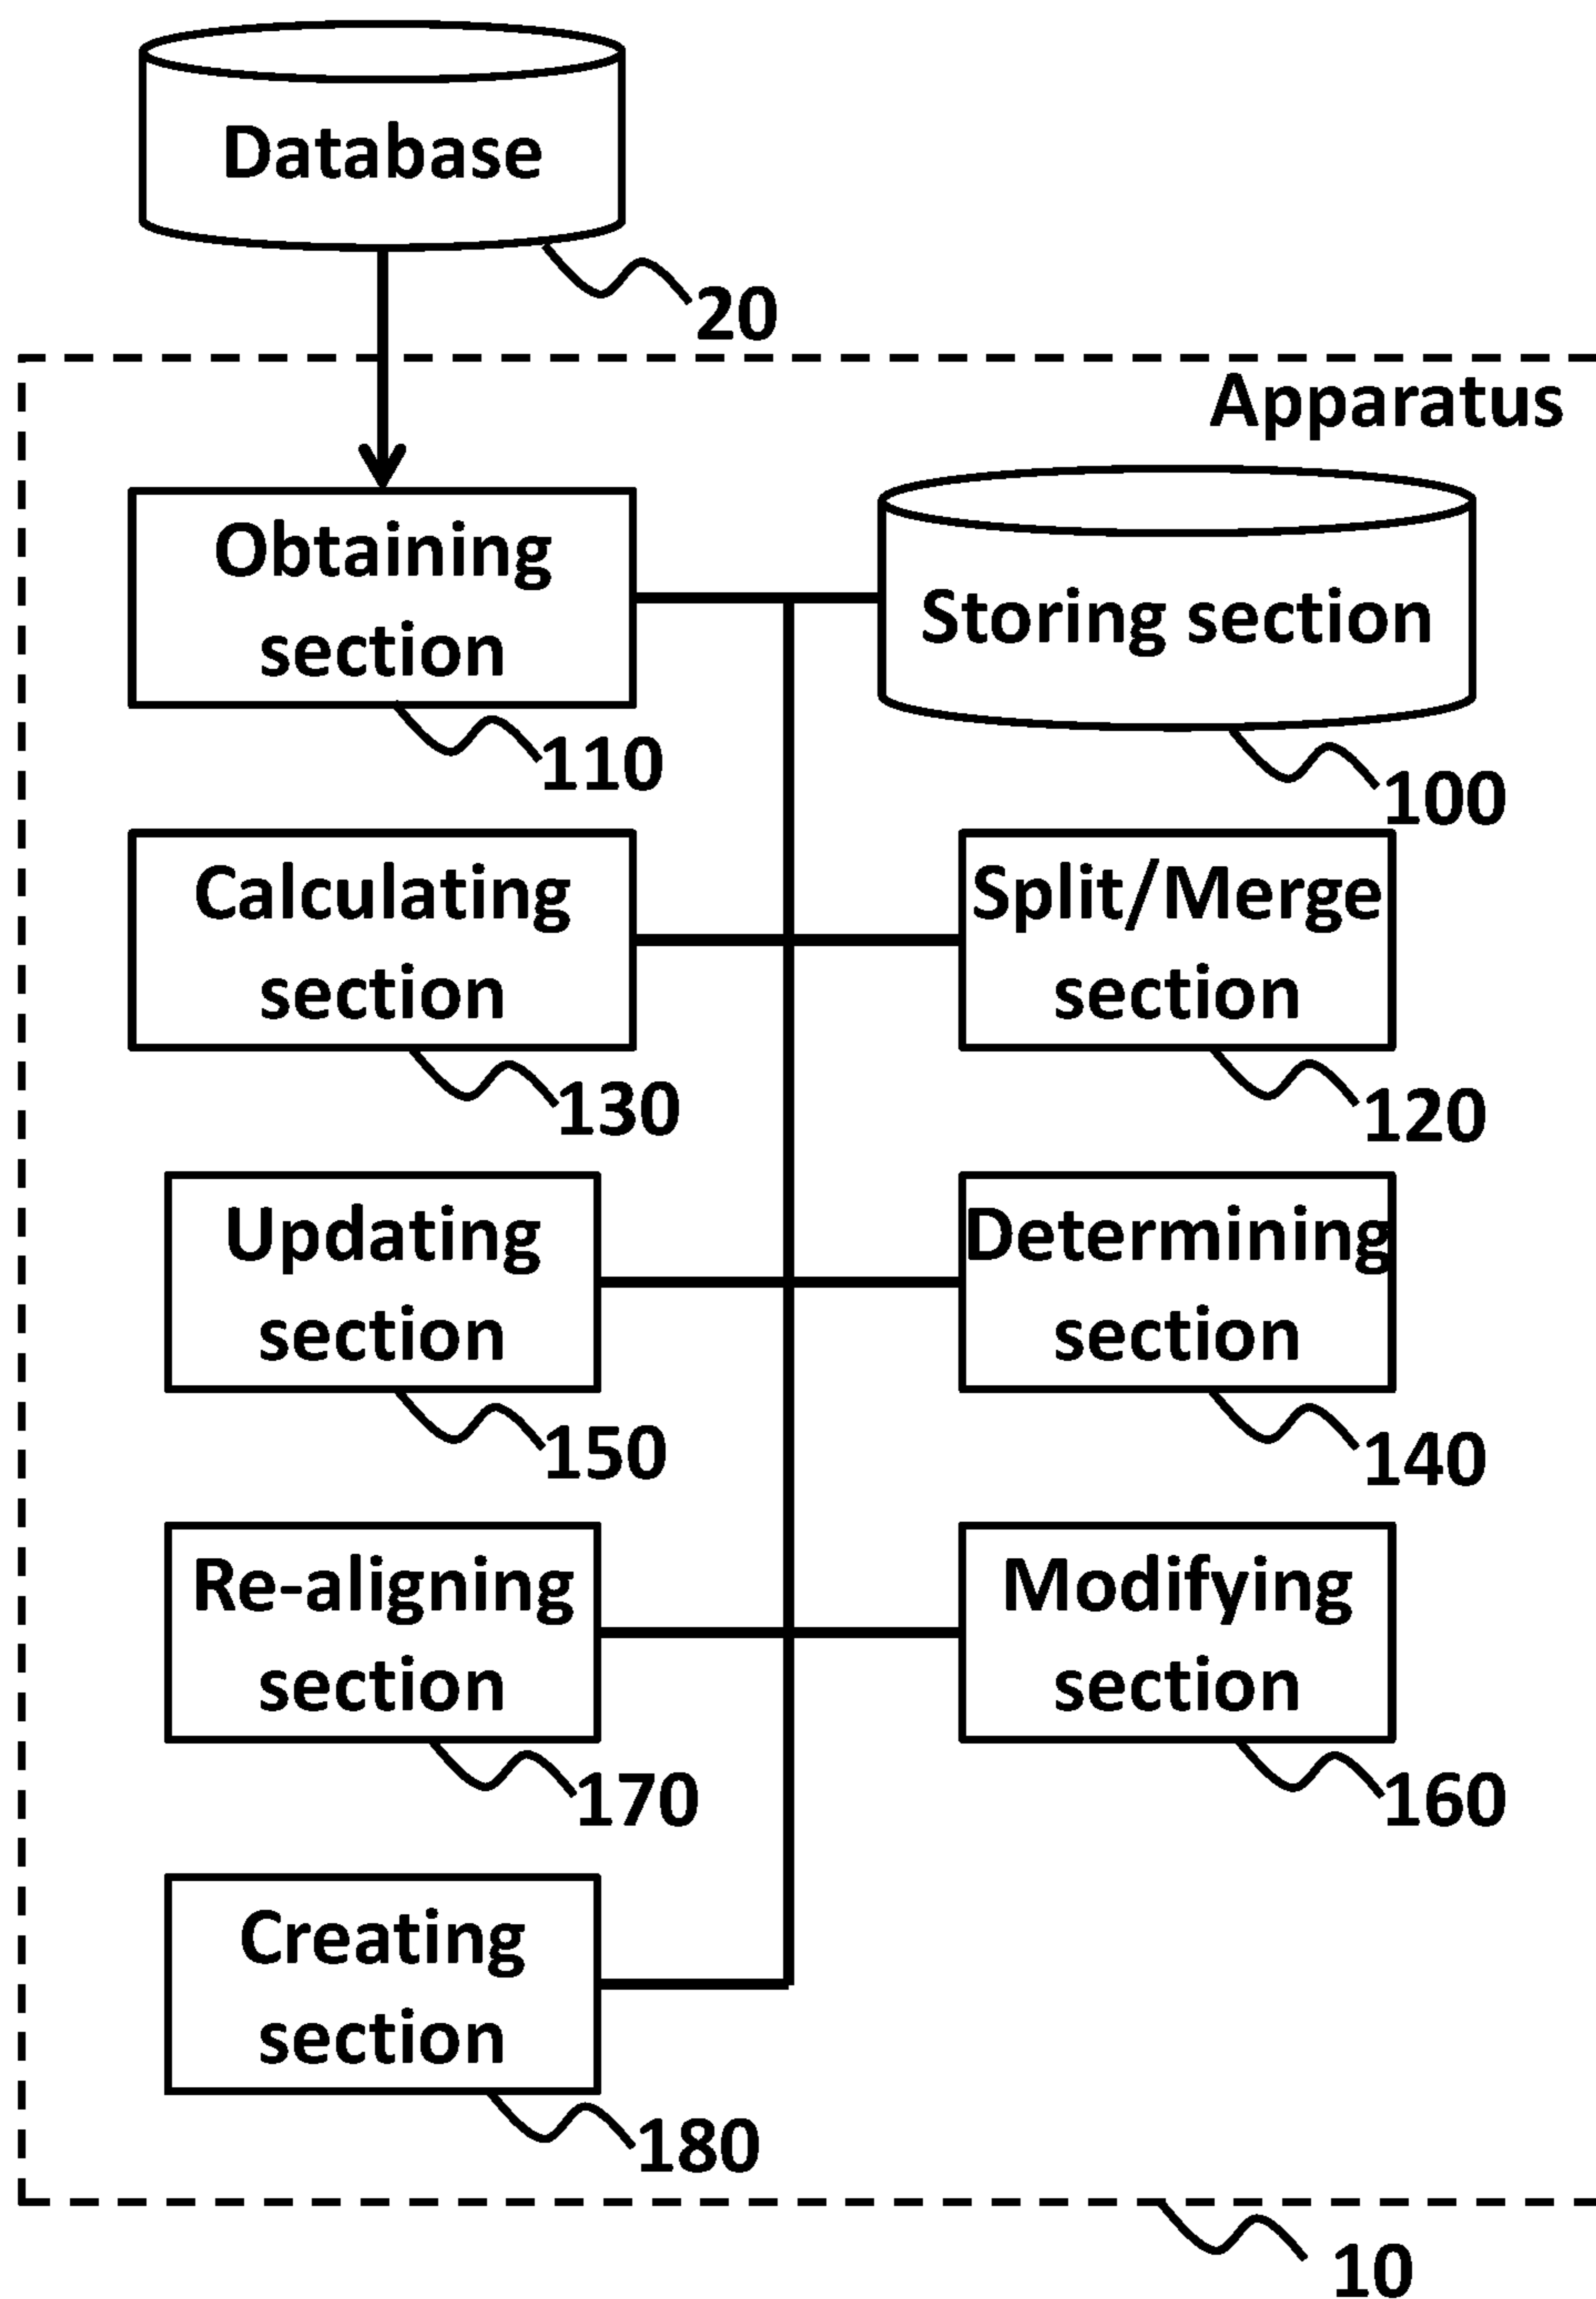 Database
20
Apparatus
Obtaining
section
110
Storing section
100
Calculating
section
130
Split/Merge
section
120
Updating
section
150
Determining
section
140
Re-aligning
section
170
Modifying
section
160
Creating
section
180
10